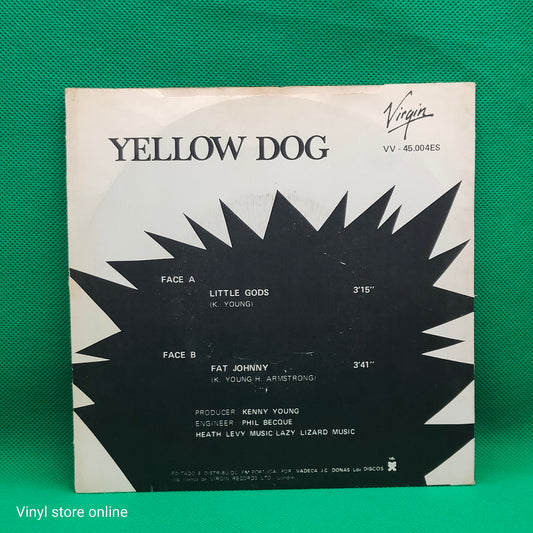 Virgin
VV - 45.004ES
YELLOW DOG
FACE A
LITTLE GODS 3'15''
(K. YOUNG)
FACE B
FAT JOHNNY 3'41''
(K. YOUNG/H. ARMSTRONG)
PRODUCER: KENNY YOUNG
ENGINEER: PHIL BECQUE
HEATH LEVY MUSIC/LAZY LIZARD MUSIC
EDITADO E DISTRIBUIDO EM PORTUGAL POR: VADECA J.C. DONAS Lda DISCOS
de VIRGIN RECORDS LTD.
Vinyl store online